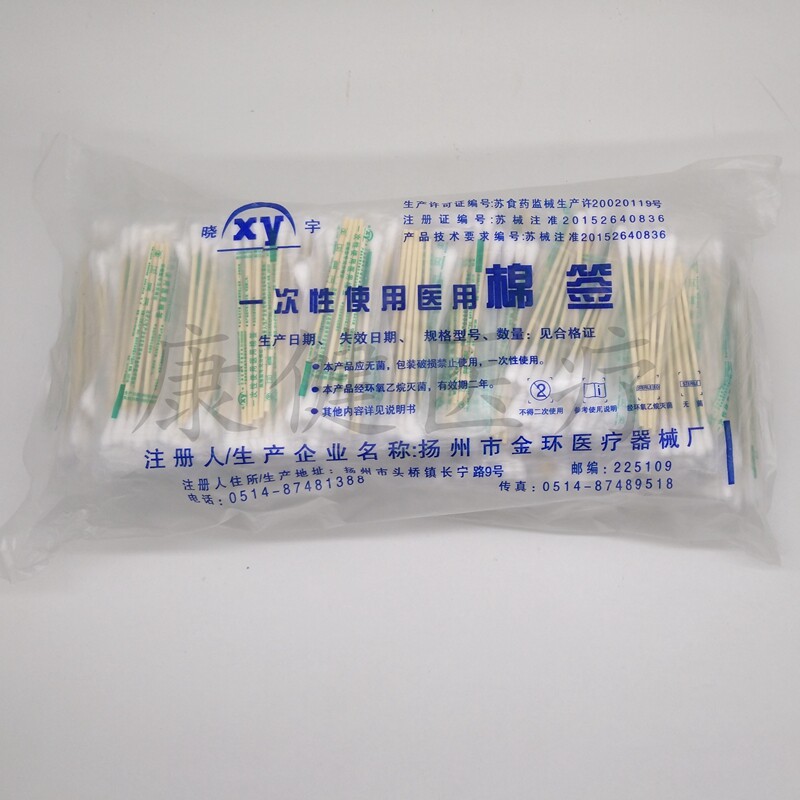 生产许可证编号:苏食药监械生产许20020119号
晓 xy 宇
注册证编号:苏械注准20152640836
产品技术要求编号:苏械注准20152640836
一次性使用医用棉签
生产日期、失效日期、规格型号、数量:见合格证
●本产品应无菌，包装破损禁止使用，一次性使用。
●本产品经环氧乙烷灭菌，有效期二年。
●其他内容详见说明书
2
不得二次使用 参考使用说明 经环氧乙烷灭菌 无菌
康健医疗
注册人/生产企业名称:扬州市金环医疗器械厂
注册人住所/生产地址:扬州市头桥镇长宁路9号 邮编:225109
电话:0514-87481388 传真:0514-87489518